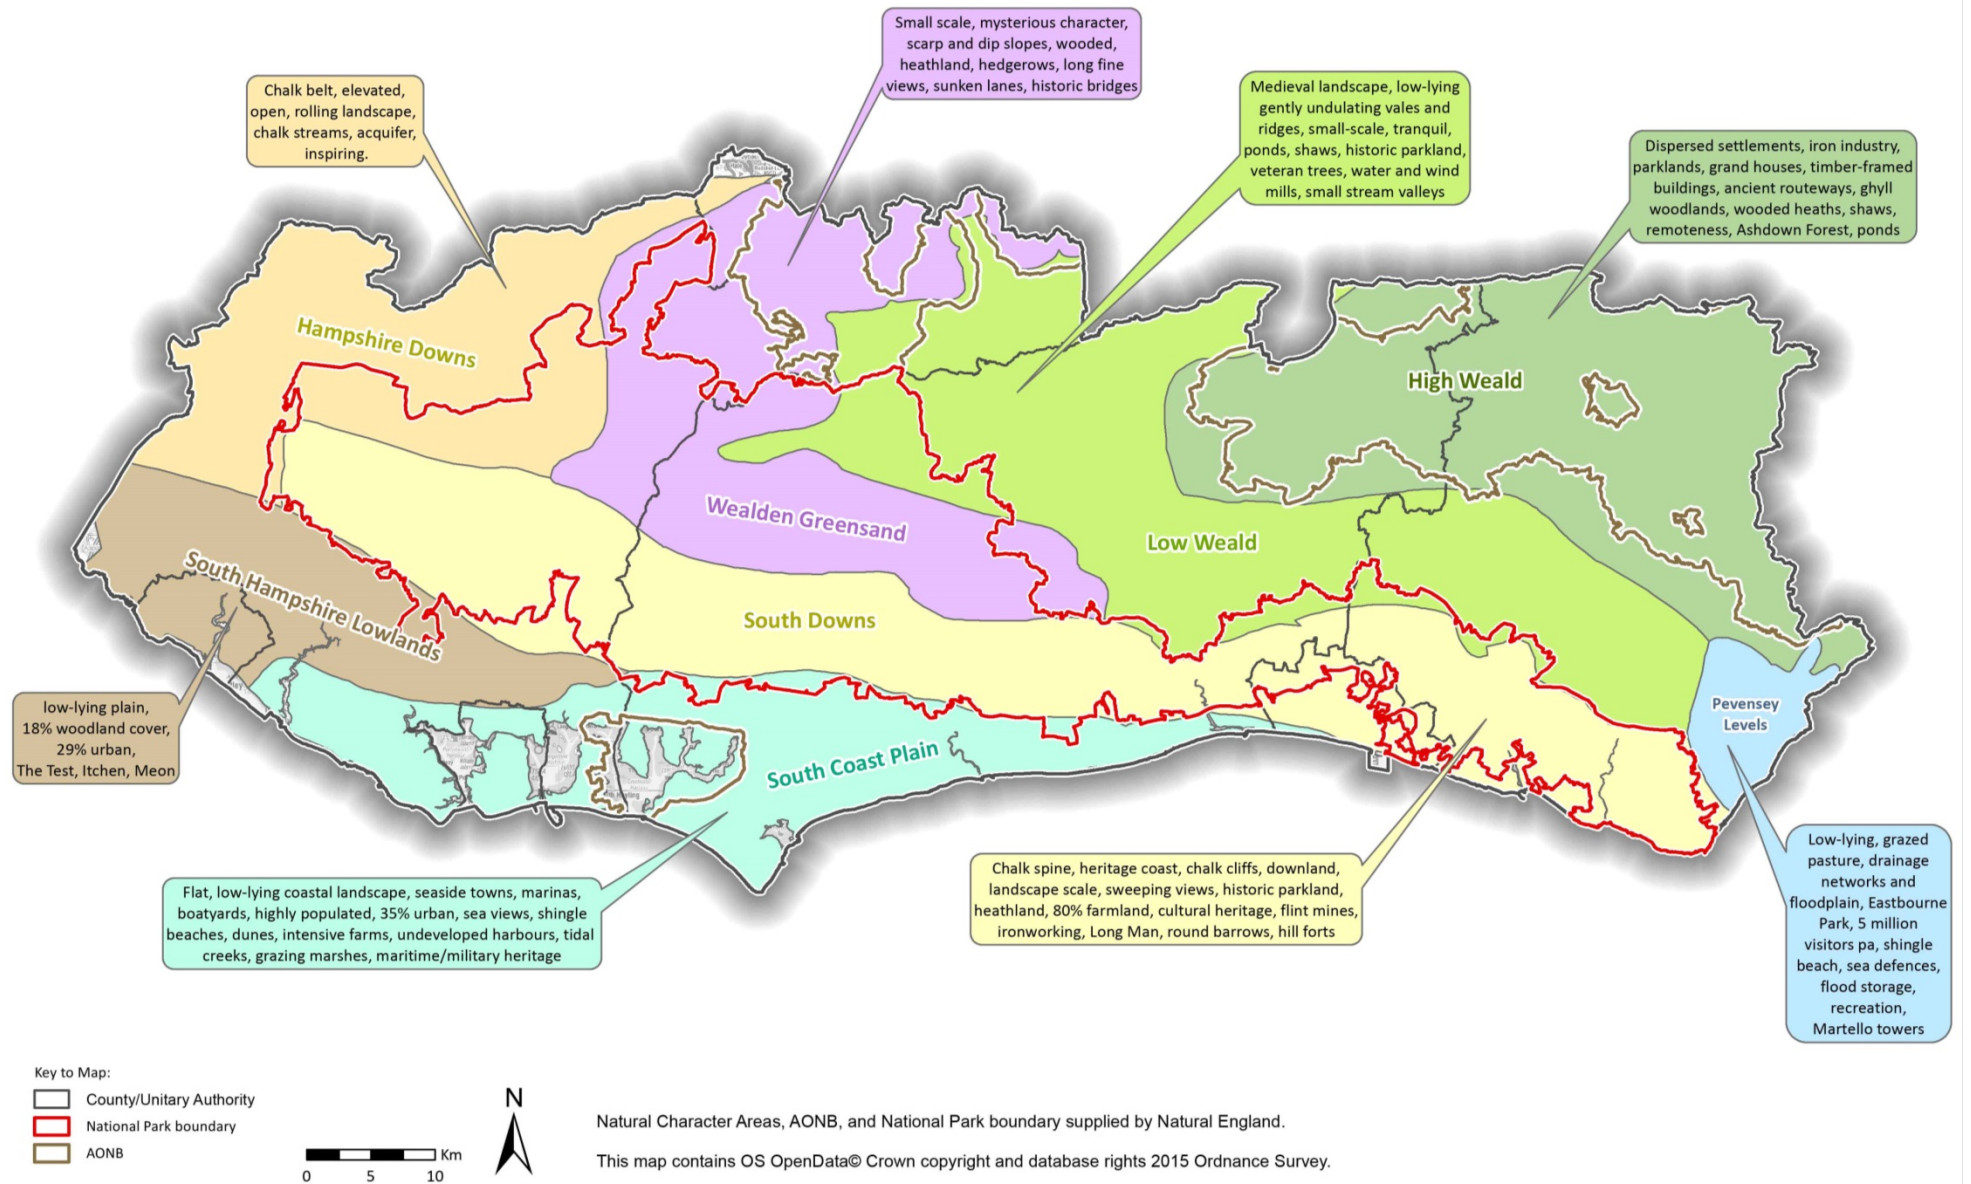 Small scale, mysterious character,
scarp and dip slopes, wooded,
heathland, hedgerows, long fine
views, sunken lanes, historic bridges
Chalk belt, elevated,
open, rolling landscape,
chalk streams, acquifer,
inspiring.
Medieval landscape, low-lying
gently undulating vales and
ridges, small-scale, tranquil,
ponds, shaws, historic parkland,
veteran trees, water and wind
mills, small stream valleys
Dispersed settlements, iron industry,
parklands, grand houses, timber-framed
buildings, ancient routeways, ghyll
woodlands, wooded heaths, shaws,
remoteness, Ashdown Forest, ponds
Hampshire Downs
High Weald
Wealden Greensand
Low Weald
South Hampshire Lowlands
South Downs
Pevensey
Levels
South Coast Plain
low-lying plain,
18% woodland cover,
29% urban,
The Test, Itchen, Meon
Flat, low-lying coastal landscape, seaside towns, marinas,
boatyards, highly populated, 35% urban, sea views, shingle
beaches, dunes, intensive farms, undeveloped harbours, tidal
creeks, grazing marshes, maritime/military heritage
Chalk spine, heritage coast, chalk cliffs, downland,
landscape scale, sweeping views, historic parkland,
heathland, 80% farmland, cultural heritage, flint mines,
ironworking, Long Man, round barrows, hill forts
Low-lying, grazed
pasture, drainage
networks and
floodplain, Eastbourne
Park, 5 million
visitors pa, shingle
beach, sea defences,
flood storage,
recreation,
Martello towers
Key to Map:
County/Unitary Authority
National Park boundary
AONB
Km
0 5 10
N
Natural Character Areas, AONB, and National Park boundary supplied by Natural England.
This map contains OS OpenData© Crown copyright and database rights 2015 Ordnance Survey.